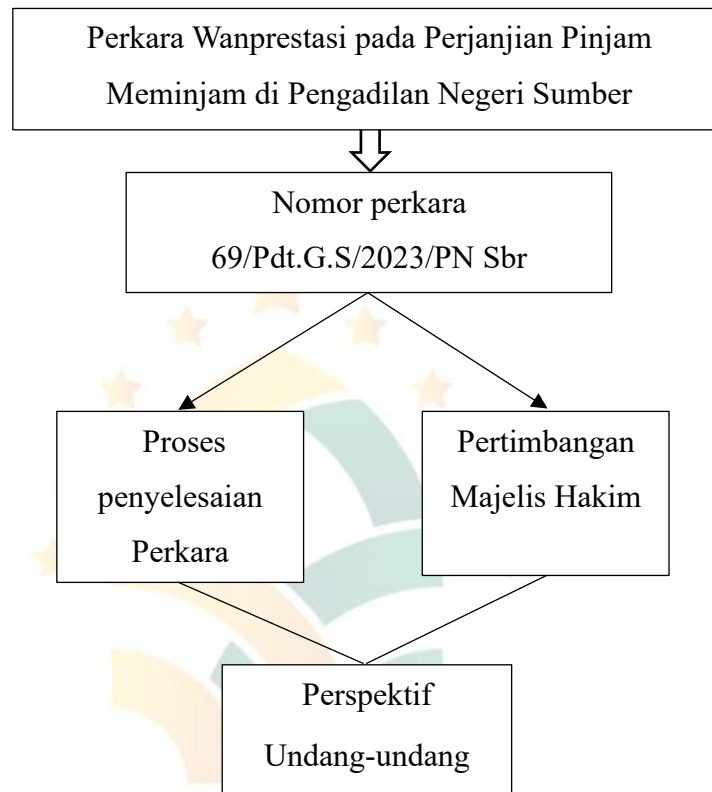 Perkara Wanprestasi pada Perjanjian Pinjam
Meminjam di Pengadilan Negeri Sumber
Nomor perkara
69/Pdt.G.S/2023/PN Sbr
Proses
penyelesaian
Perkara
Pertimbangan
Majelis Hakim
Perspektif
Undang-undang